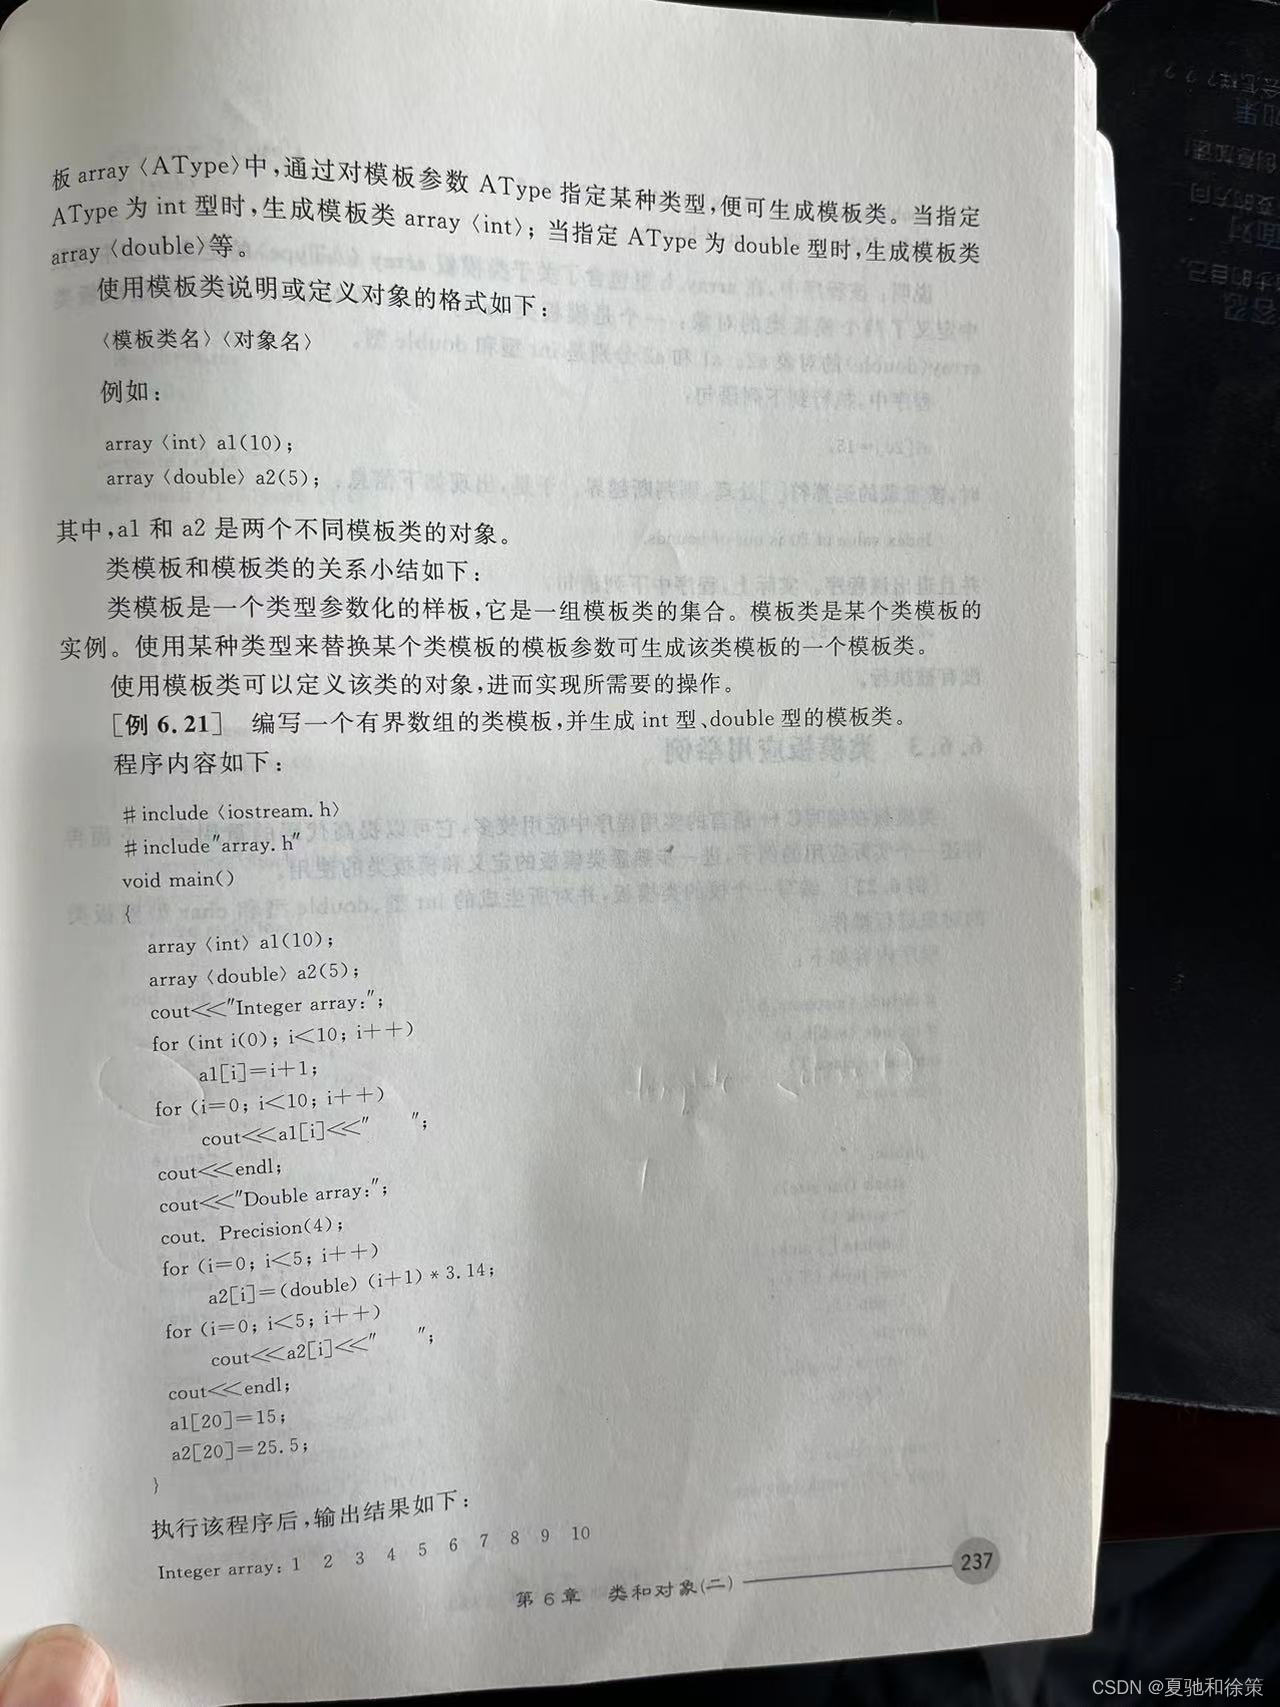 板 array〈AType〉中,通过对模板参数 AType 指定某种类型,便可生成模板类。当指定
AType 为 int 型时,生成模板类 array〈int〉; 当指定 AType 为 double 型时,生成模板类
array〈double〉等。
使用模板类说明或定义对象的格式如下:
〈模板类名〉〈对象名〉
例如:
array〈int〉a1(10);
array〈double〉a2(5);
其中,a1 和 a2 是两个不同模板类的对象。
类模板和模板类的关系小结如下:
类模板是一个类型参数化的样板,它是一组模板类的集合。模板类是某个类模板的
实例。使用某种类型来替换某个类模板的模板参数可生成该类模板的一个模板类。
使用模板类可以定义该类的对象,进而实现所需要的操作。
[例 6.21] 编写一个有界数组的类模板,并生成 int 型、double 型的模板类。
程序内容如下:
#include〈iostream.h〉
#include"array.h"
void main()
{
array〈int〉a1(10);
array〈double〉a2(5);
cout<<"Integer array:";
for (int i(0); i<10; i++)
a1[i]=i+1;
for (i=0; i<10; i++)
cout<<a1[i]<<"   ";
cout<<endl;
cout<<"Double array:";
cout. Precision(4);
for (i=0; i<5; i++)
a2[i]=(double) (i+1) * 3.14;
for (i=0; i<5; i++)
cout<<a2[i]<<"   ";
cout<<endl;
a1[20]=15;
a2[20]=25.5;
}
执行该程序后,输出结果如下:
Integer array: 1 2 3 4 5 6 7 8 9 10
第 6 章 类和对象(二) 237
CSDN @夏驰和徐策